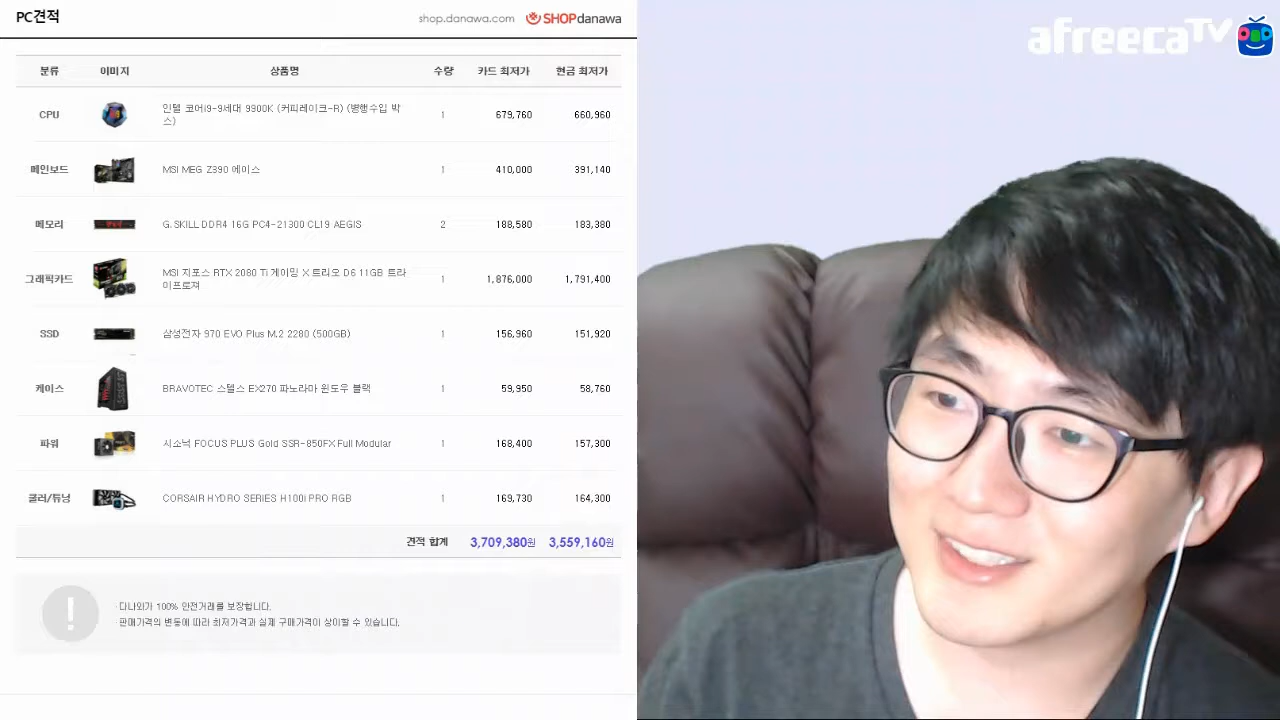 PC견적
shop.danawa.com SHOPdanawa
afreecaTV
분류 이미지 상품명 수량 카드 최저가 현금 최저가
CPU 인텔 코어i9-9세대 9900K (커피레이크-R) (병행수입 박
스) 1 679,760 660,960
메인보드 MSI MEG Z390 에이스 1 410,000 391,140
메모리 G.SKILL DDR4 16G PC4-21300 CL19 AEGIS 2 188,580 183,380
그래픽카드 MSI 지포스 RTX 2080 Ti 게이밍 X 트리오 D6 11GB 트라
이프로져 1 1,876,000 1,791,400
SSD 삼성전자 970 EVO Plus M.2 2280 (500GB) 1 156,960 151,920
케이스 BRAVOTEC 스텔스 EX270 파노라마 윈도우 블랙 1 59,950 58,760
파워 시소닉 FOCUS PLUS Gold SSR-850FX Full Modular 1 168,400 157,300
쿨러/튜닝 CORSAIR HYDRO SERIES H100i PRO RGB 1 169,730 164,300
견적 합계 3,709,380원 3,559,160원
· 다나와가 100% 안전거래를 보장합니다.
판매가격의 변동에 따라 최저가격과 실제 구매가격이 상이할 수 있습니다.